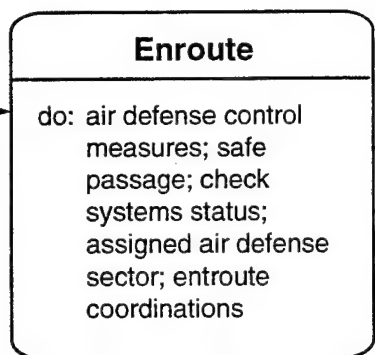 Enroute
do: air defense control
measures; safe
passage; check
systems status;
assigned air defense
sector; entroute
coordinations